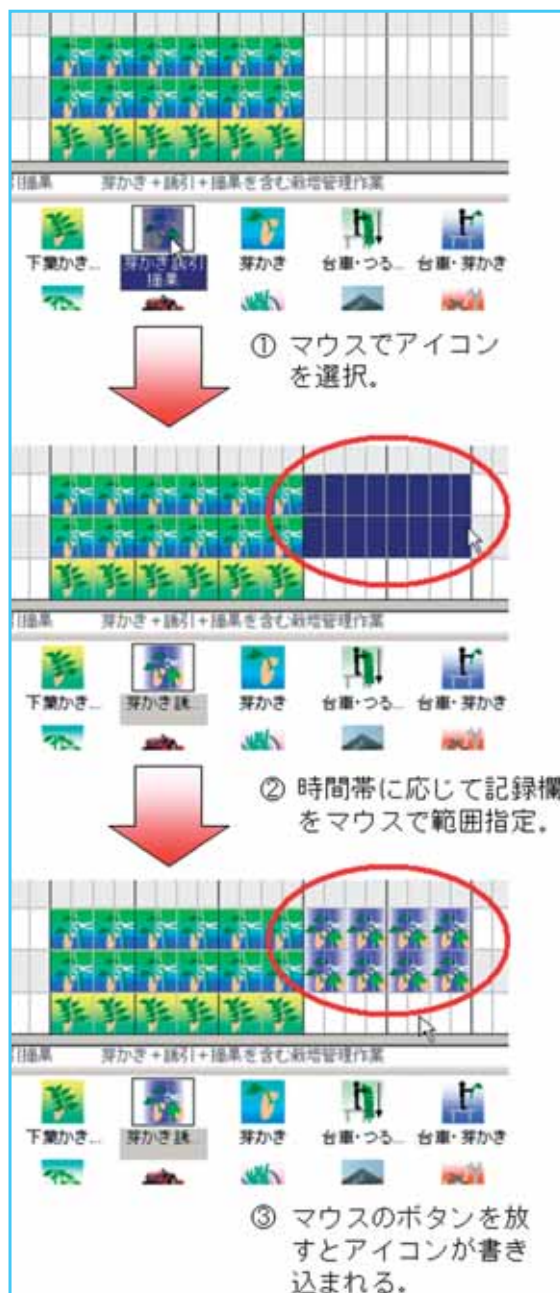 芽かき+誘引+摘果を含む栽培管理作業
下葉かき... 芽かき誘引 芽かき 台車・つる... 台車・芽かき
摘果
① マウスでアイコン
を選択。
芽かき+誘引+摘果を含む栽培管理作業
下葉かき... 芽かき誘... 芽かき 台車・つる... 台車・芽かき
② 時間帯に応じて記録欄
をマウスで範囲指定。
芽かき+誘引+摘果を含む栽培管理作業
下葉かき... 芽かき誘... 芽かき 台車・つる... 台車・芽かき
③ マウスのボタンを放
すとアイコンが書き
込まれる。